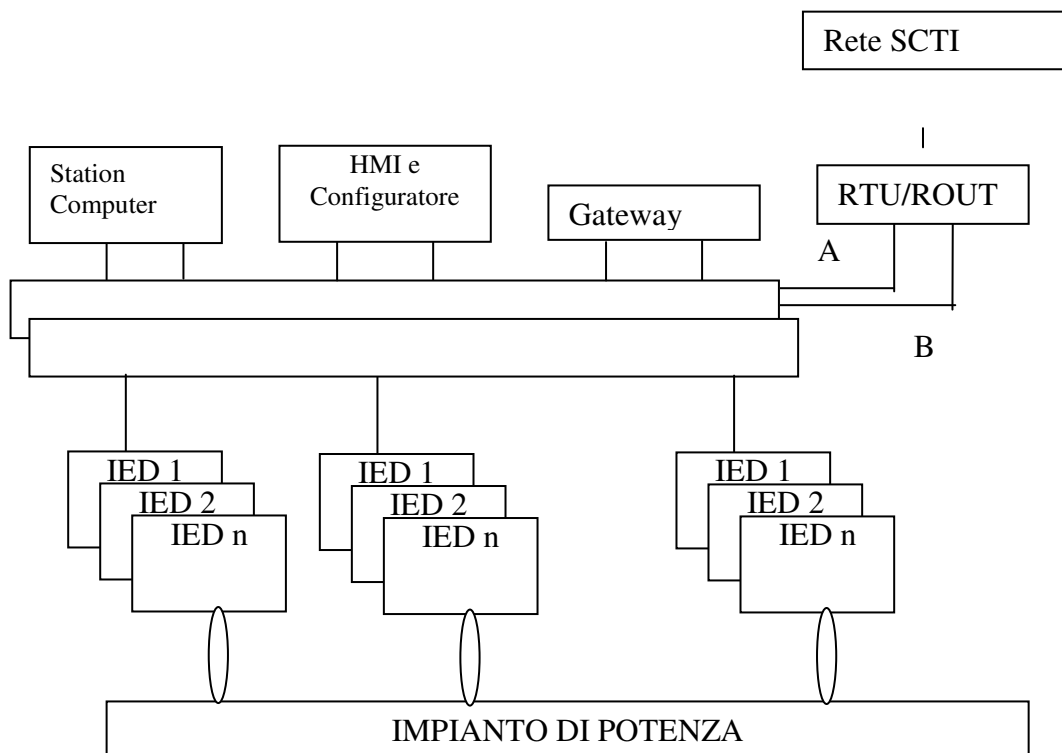 Rete SCTI
Station
Computer
HMI e
Configuratore
Gateway
RTU/ROUT
A
B
IED 1
IED 2
IED n
IED 1
IED 2
IED n
IED 1
IED 2
IED n
IMPIANTO DI POTENZA